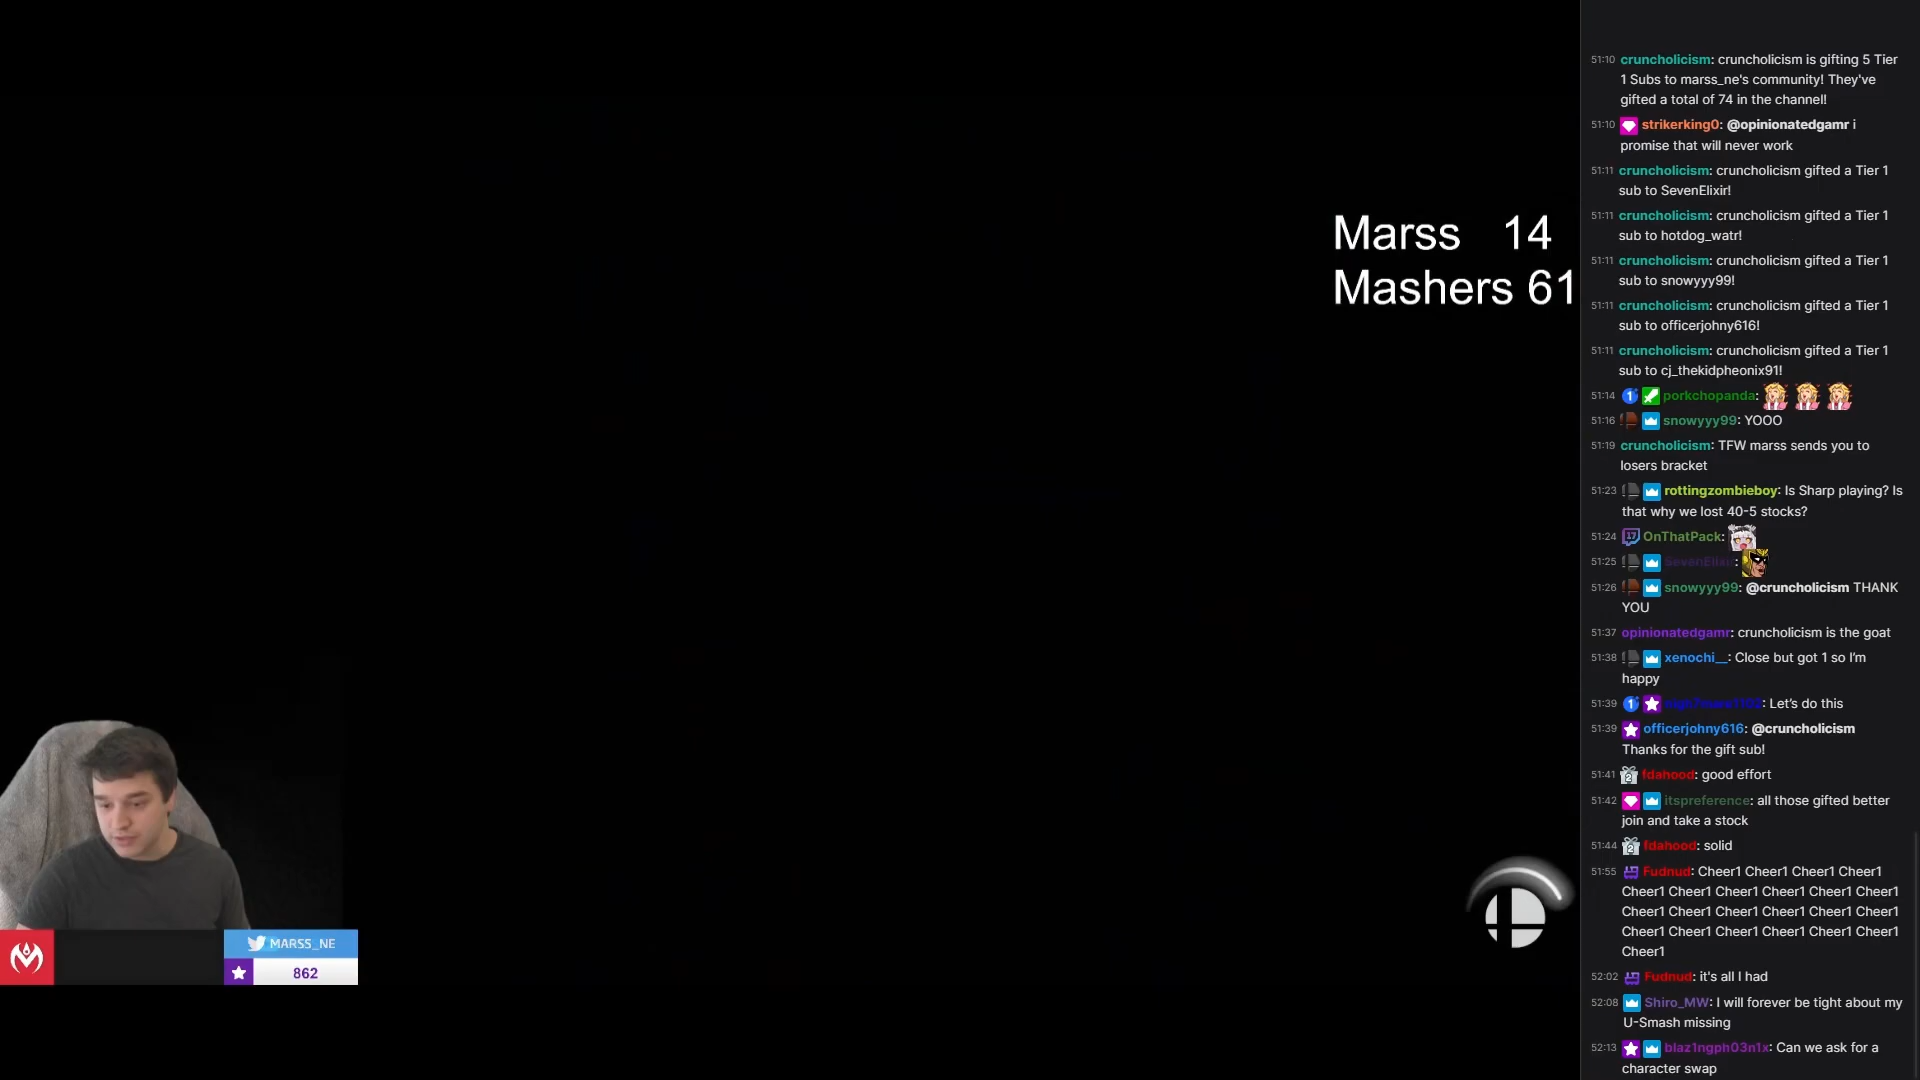 Marss 14
Mashers 61
MARSS_NE
862
51:10 cruncholicism: cruncholicism is gifting 5 Tier
1 Subs to marss_ne's community! They've
gifted a total of 74 in the channel!
51:10 strikerking0: @opinionatedgamr i
promise that will never work
51:11 cruncholicism: cruncholicism gifted a Tier 1
sub to SevenElixir!
51:11 cruncholicism: cruncholicism gifted a Tier 1
sub to hotdog_watr!
51:11 cruncholicism: cruncholicism gifted a Tier 1
sub to snowyyy99!
51:11 cruncholicism: cruncholicism gifted a Tier 1
sub to officerjohny616!
51:11 cruncholicism: cruncholicism gifted a Tier 1
sub to cj_thekidpheonix91!
51:14 1 porkchopanda:
51:16 snowyyy99: YOOO
51:19 cruncholicism: TFW marss sends you to
losers bracket
51:23 rottingzombieboy: Is Sharp playing? Is
that why we lost 40-5 stocks?
51:24 17 OnThatPack:
51:25 SevenElixir:
51:26 snowyyy99: @cruncholicism THANK
YOU
51:37 opinionatedgamr: cruncholicism is the goat
51:38 xenochi__: Close but got 1 so I'm
happy
51:39 1 : Let's do this
51:39 officerjohny616: @cruncholicism
Thanks for the gift sub!
51:41 2 fdahood: good effort
51:42 itspreference: all those gifted better
join and take a stock
51:44 2 fdahood: solid
51:55 Fudnud: Cheer1 Cheer1 Cheer1 Cheer1
Cheer1 Cheer1 Cheer1 Cheer1 Cheer1 Cheer1
Cheer1 Cheer1 Cheer1 Cheer1 Cheer1 Cheer1
Cheer1 Cheer1 Cheer1 Cheer1 Cheer1 Cheer1
Cheer1
52:02 Fudnud: it's all I had
52:08 Shiro_MW: I will forever be tight about my
U-Smash missing
52:13 blaz1ngph03n1x: Can we ask for a
character swap